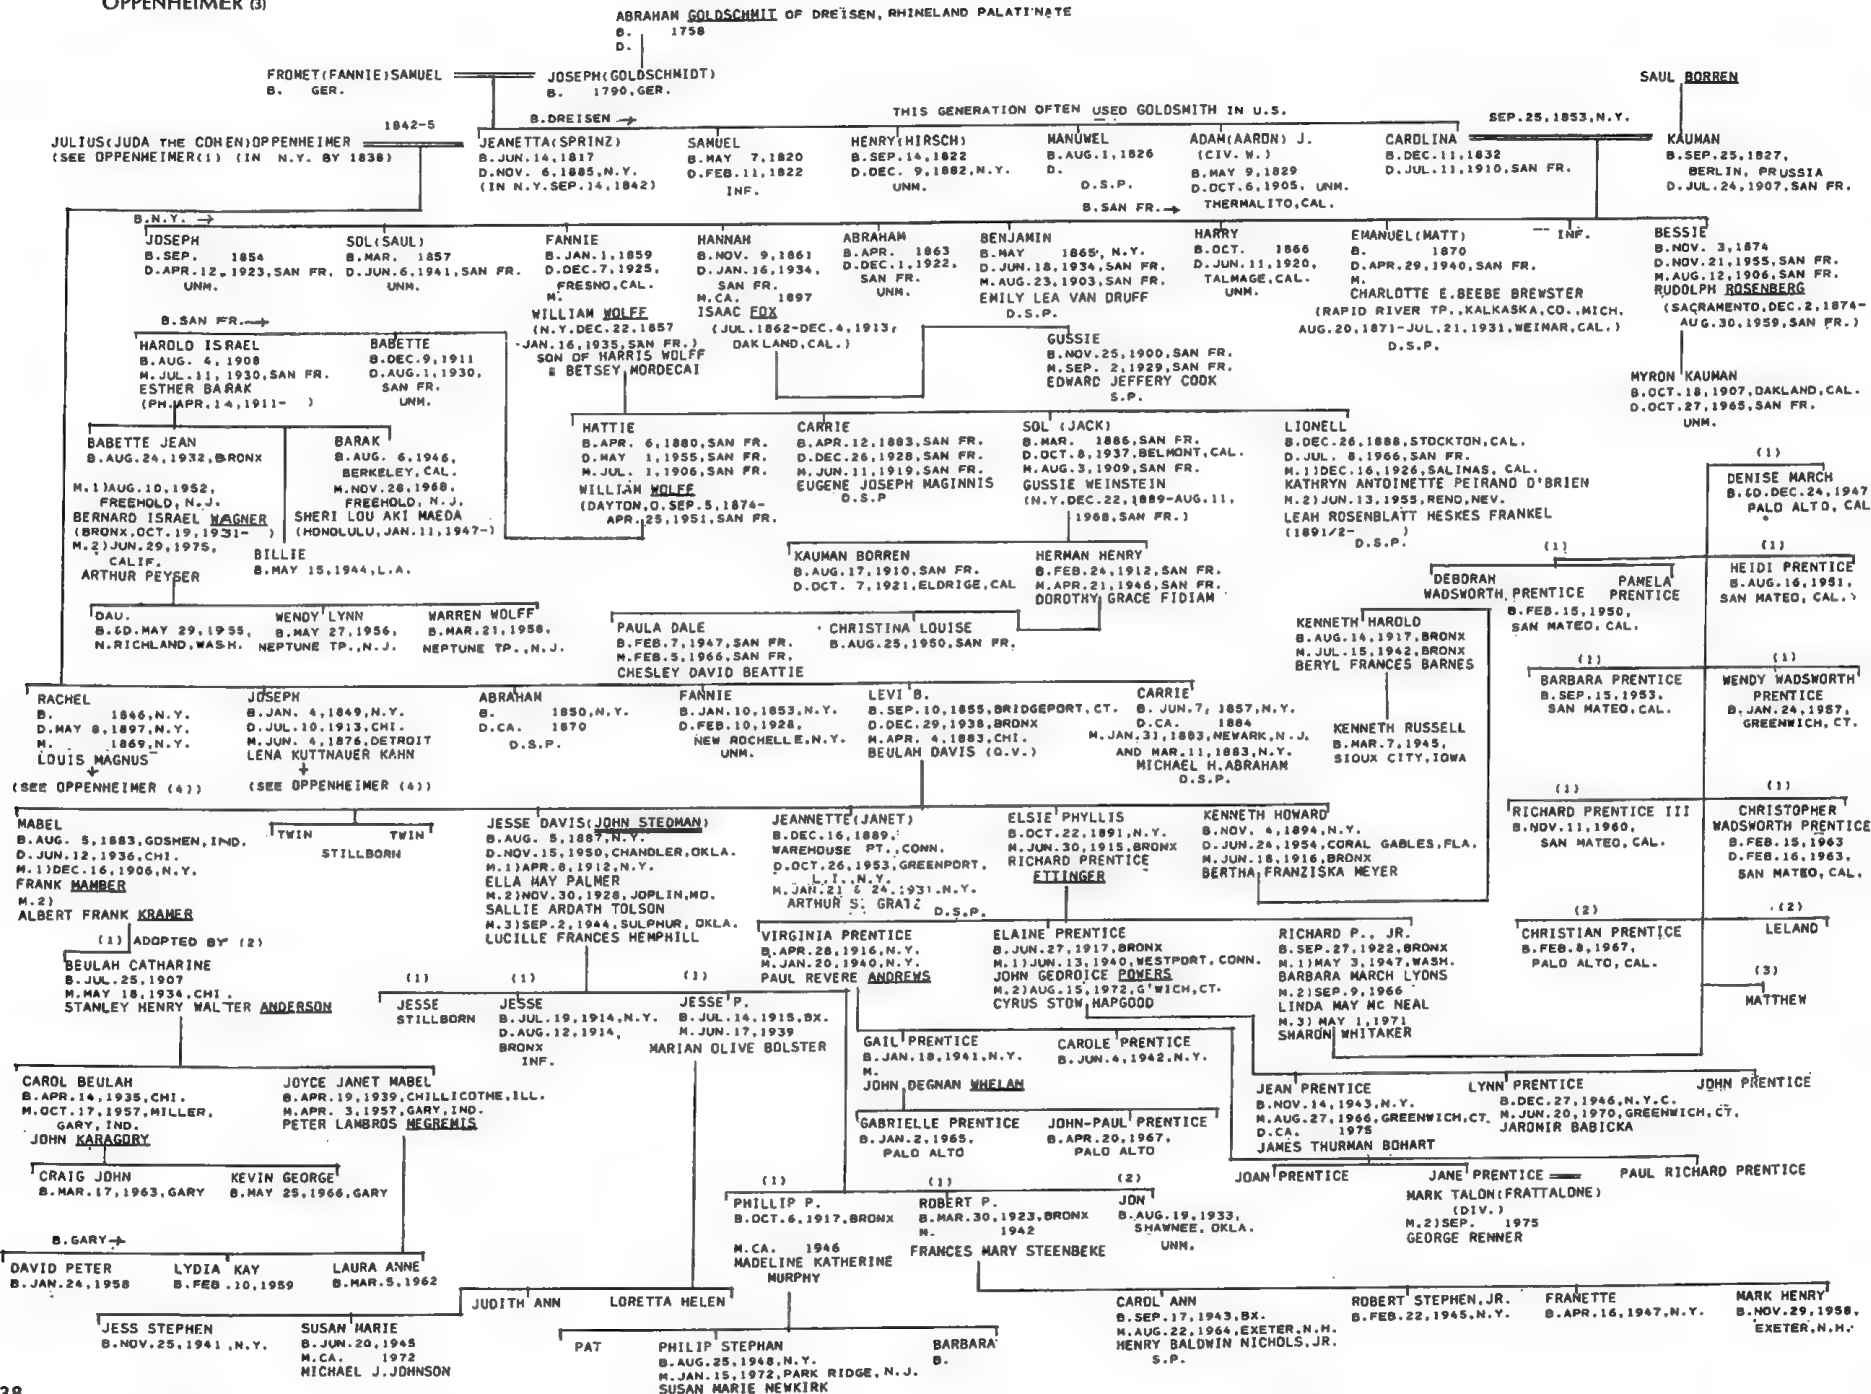 OPPENHEIMER (3)
ABRAHAM GOLDSCHMIT OF DREISEN, RHINELAND PALATINATE
B. 1758
D.
FROMET(FANNIE)SAMUEL
B. GER.
JOSEPH(GOLDSCHMIDT)
B. 1790,GER.
SAUL BORREN
THIS GENERATION OFTEN USED GOLDSMITH IN U.S.
B.DREISEN →
1842-5
SEP.25,1853,N.Y.
JULIUS(JUDA THE COHEN)OPPENHEIMER
(SEE OPPENHEIMER(1) (IN N.Y. BY 1838)
JEANETTA(SPRINZ)
B.JUN.14,1817
D.NOV. 6,1885,N.Y.
(IN N.Y.SEP.14,1842)
SAMUEL
B.MAY 7,1820
D.FEB.11,1822
INF.
HENRY(HIRSCH)
B.SEP.14,1822
D.DEC. 9,1882,N.Y.
UNM.
MANUWEL
B.AUG.1,1826
D.
D.S.P.
ADAM(AARON) J.
(CIV. W.)
B.MAY 9,1829
D.OCT.6,1905, UNM.
THERMALITO,CAL.
CAROLINA
B.DEC.11,1832
D.JUL.11,1910,SAN FR.
KAUMAN
B.SEP.25,1827,
BERLIN, PRUSSIA
D.JUL.24,1907,SAN FR.
B.N.Y. →
B.SAN FR.→
JOSEPH
B.SEP. 1854
D.APR.12,1923,SAN FR.
UNM.
SOL(SAUL)
B.MAR. 1857
D.JUN.6,1941,SAN FR.
UNM.
FANNIE
B.JAN.1,1859
D.DEC.7,1925,
FRESNO,CAL.
M.
WILLIAM WOLFF
(N.Y.DEC.22,1857
-JAN.16,1935,SAN FR.)
SON OF HARRIS WOLFF
& BETSEY MORDECAI
HANNAH
B.NOV. 9,1861
D.JAN.16,1934,
SAN FR.
M.CA. 1897
ISAAC FOX
(JUL.1862-DEC.4,1913,
OAKLAND,CAL.)
ABRAHAM
B.APR. 1863
D.DEC.1,1922,
SAN FR.
UNM.
BENJAMIN
B.MAY 1865, N.Y.
D.JUN.18,1934,SAN FR.
M.AUG.23,1903,SAN FR.
EMILY LEA VAN DRUFF
D.S.P.
HARRY
B.OCT. 1866
D.JUN.11,1920,
TALMAGE,CAL.
UNM.
EMANUEL(MATT)
B. 1870
D.APR.29,1940,SAN FR.
M.
CHARLOTTE E.BEEBE BREWSTER
(RAPID RIVER TP.,KALKASKA,CO.,MICH.
AUG.20,1871-JUL.21,1931,WEIMAR,CAL.)
D.S.P.
INF.
BESSIE
B.NOV. 3,1874
D.NOV.21,1955,SAN FR.
M.AUG.12,1906,SAN FR.
RUDOLPH ROSENBERG
(SACRAMENTO,DEC.2,1874-
AUG.30,1959,SAN FR.)
B.SAN FR.→
HAROLD ISRAEL
B.AUG. 4,1908
M.JUL.11, 1930,SAN FR.
ESTHER BARAK
(PH.APR.14,1911- )
BABETTE
B.DEC.9,1911
D.AUG.1,1930,
SAN FR.
UNM.
GUSSIE
B.NOV.25,1900,SAN FR.
M.SEP. 2,1929,SAN FR.
EDWARD JEFFERY COOK
S.P.
MYRON KAUMAN
B.OCT.18,1907,OAKLAND,CAL.
D.OCT.27,1965,SAN FR.
UNM.
BABETTE JEAN
B.AUG.24,1932,BRONX
M.1)AUG.10,1952,
FREEHOLD,N.J.
BERNARD ISRAEL WAGNER
(BRONX,OCT.19,1931- )
M.2)JUN.29,1975,
CALIF.
ARTHUR PEYSER
BARAK
B.AUG. 6,1946,
BERKELEY,CAL.
M.NOV.28,1968,
FREEHOLD, N.J.
SHERI LOU AKI MAEDA
(HONOLULU,JAN.11,1947-)
BILLIE
B.MAY 15,1944,L.A.
HATTIE
B.APR. 6,1880,SAN FR.
D.MAY 1,1955,SAN FR.
M.JUL. 1,1906,SAN FR.
WILLIAM WOLFF
(DAYTON,O.SEP.5,1874-
APR.25,1951,SAN FR.)
CARRIE
B.APR.12,1883,SAN FR.
D.DEC.26,1928,SAN FR.
M.JUN.11,1919,SAN FR.
EUGENE JOSEPH MAGINNIS
D.S.P
SOL (JACK)
B.MAR. 1886,SAN FR.
D.OCT.8,1937,BELMONT,CAL.
M.AUG.3,1909,SAN FR.
GUSSIE WEINSTEIN
(N.Y.DEC.22,1889-AUG.11,
1968,SAN FR.)
LIONELL
B.DEC.26,1888,STOCKTON,CAL.
D.JUL. 8,1966,SAN FR.
M.1)DEC.16,1926,SALINAS, CAL.
KATHRYN ANTOINETTE PEIRANO O'BRIEN
M.2)JUN.13,1955,RENO,NEV.
LEAH ROSENBLATT HESKES FRANKEL
(1891/2- )
D.S.P.
(1)
DENISE MARCH
B.&D.DEC.24,1947
PALO ALTO, CAL
KAUMAN BORREN
B.AUG.17,1910,SAN FR.
D.OCT. 7,1921,ELDRIGE,CAL
HERMAN HENRY
B.FEB.24,1912,SAN FR.
M.APR.21,1946,SAN FR.
DOROTHY GRACE FIDIAM
(1)
DEBORAH
WADSWORTH PRENTICE
B.FEB.15,1950,
SAN MATEO, CAL.
PAMELA
PRENTICE
(1)
HEIDI PRENTICE
B.AUG.16,1951,
SAN MATEO, CAL.)
DAU.
B.&D.MAY 29,1955,
N.RICHLAND,WASH.
WENDY LYNN
B.MAY 27,1956,
NEPTUNE TP.,N.J.
WARREN WOLFF
B.MAR.21,1958,
NEPTUNE TP.,N.J.
PAULA DALE
B.FEB.7,1947,SAN FR.
M.FEB.5,1966,SAN FR.
CHESLEY DAVID BEATTIE
CHRISTINA LOUISE
B.AUG.25,1950,SAN FR.
KENNETH HAROLD
B.AUG.14,1917,BRONX
M.JUL.15,1942,BRONX
BERYL FRANCES BARNES
(1)
BARBARA PRENTICE
B.SEP.15,1953.
SAN MATEO, CAL.
(1)
WENDY WADSWORTH
PRENTICE
B.JAN.24,1957,
GREENWICH, CT.
RACHEL
B. 1846,N.Y.
D.MAY 8,1897,N.Y.
M. 1869,N.Y.
LOUIS MAGNUS
(SEE OPPENHEIMER (4))
JOSEPH
B.JAN. 4,1849,N.Y.
D.JUL.10,1913,CHI.
M.JUN. 4,1876,DETROIT
LENA KUTTNAUER KAHN
(SEE OPPENHEIMER (4))
ABRAHAM
B. 1850,N.Y.
D.CA. 1870
D.S.P.
FANNIE
B.JAN.10,1853,N.Y.
D.FEB.10,1928,
NEW ROCHELLE,N.Y.
UNM.
LEVI B.
B.SEP.10,1855,BRIDGEPORT,CT.
D.DEC.29,1938,BRONX
M.APR. 4,1883,CHI.
BEULAH DAVIS (Q.V.)
CARRIE
B. JUN.7, 1857,N.Y.
D.CA. 1884
M.JAN.31,1883,NEWARK,N.J.
AND MAR.11,1883,N.Y.
MICHAEL H.ABRAHAM
D.S.P.
KENNETH RUSSELL
B.MAR.7,1945,
SIOUX CITY,IOWA
(1)
RICHARD PRENTICE III
B.NOV.11,1960,
SAN MATEO, CAL.
(1)
CHRISTOPHER
WADSWORTH PRENTICE
B.FEB.15,1963
D.FEB.16,1963,
SAN MATEO, CAL.
MABEL
B.AUG. 5,1883,GOSHEN,IND.
D.JUN.12,1936,CHI.
M.1)DEC.16,1906,N.Y.
FRANK MAMBER
M.2)
ALBERT FRANK KRAMER
TWIN TWIN
STILLBORN
JESSE DAVIS(JOHN STEDMAN)
B.AUG. 5,1887,N.Y.
D.NOV.15,1950,CHANDLER,OKLA.
M.1)APR.8,1912,N.Y.
ELLA MAY PALMER
M.2)NOV.30,1928,JOPLIN,MO.
SALLIE ARDATH TOLSON
M.3)SEP.2,1944,SULPHUR, OKLA.
LUCILLE FRANCES HEMPHILL
JEANNETTE(JANET)
B.DEC.16,1889,
WAREHOUSE PT.,CONN.
D.OCT.26,1953,GREENPORT,
L.I.,N.Y.
M.JAN.21 & 24,1931,N.Y.
ARTHUR S. GRATZ
D.S.P.
ELSIE PHYLLIS
B.OCT.22,1891,N.Y.
M.JUN.30,1915,BRONX
RICHARD PRENTICE
ETTINGER
KENNETH HOWARD
B.NOV. 4,1894,N.Y.
D.JUN.24,1954,CORAL GABLES,FLA.
M.JUN.18,1916,BRONX
BERTHA FRANZISKA MEYER
(1) ADOPTED BY (2)
BEULAH CATHARINE
B.JUL.25,1907
M.MAY 18,1934,CHI.
STANLEY HENRY WALTER ANDERSON
VIRGINIA PRENTICE
B.APR.28,1916,N.Y.
M.JAN.20,1940,N.Y.
PAUL REVERE ANDREWS
ELAINE PRENTICE
B.JUN.27,1917,BRONX
M.1)JUN.13,1940,WESTPORT, CONN.
JOHN GEDROICE POWERS
M.2)AUG.15,1972,G'WICH,CT.
CYRUS STOW HAPGOOD
RICHARD P., JR.
B.SEP.27,1922,BRONX
M.1)MAY 3,1947,WASH.
BARBARA MARCH LYONS
M.2)SEP.9,1966
LINDA MAY MC NEAL
M.3) MAY 1,1971
SHARON WHITAKER
(2)
CHRISTIAN PRENTICE
B.FEB.8,1967,
PALO ALTO, CAL.
(2)
LELAND
(3)
MATTHEW
(1)
JESSE
STILLBORN
(1)
JESSE
B.JUL.19,1914,N.Y.
D.AUG.12,1914,
BRONX
INF.
(1)
JESSE P.
B.JUL.14,1915,BX.
M.JUN.17,1939
MARIAN OLIVE BOLSTER
GAIL PRENTICE
B.JAN.18,1941,N.Y.
M.
JOHN DEGNAN WHELAN
CAROLE PRENTICE
B.JUN.4,1942,N.Y.
CAROL BEULAH
B.APR.14,1935,CHI.
M.OCT.17,1957,MILLER,
GARY, IND.
JOHN KARAGORY
JOYCE JANET MABEL
B.APR.19,1939,CHILLICOTHE,ILL.
M.APR. 3,1957,GARY,IND.
PETER LAMBROS MEGREMIS
JEAN PRENTICE
B.NOV.14,1943,N.Y.
M.AUG.27,1966,GREENWICH,CT.
D.CA. 1975
JAMES THURMAN BOHART
LYNN PRENTICE
B.DEC.27,1946,N.Y.C.
M.JUN.20,1970,GREENWICH,CT.
JAROMIR BABICKA
JOHN PRENTICE
GABRIELLE PRENTICE
B.JAN.2,1965,
PALO ALTO
JOHN-PAUL PRENTICE
B.APR.20,1967,
PALO ALTO
CRAIG JOHN
B.MAR.17,1963,GARY
KEVIN GEORGE
B.MAY 25,1966,GARY
JOAN PRENTICE
JANE PRENTICE
MARK TALON(FRATTALONE)
(DIV.)
M.2)SEP. 1975
GEORGE RENNER
PAUL RICHARD PRENTICE
(1)
PHILLIP P.
B.OCT.6,1917,BRONX
M.CA. 1946
MADELINE KATHERINE
MURPHY
(1)
ROBERT P.
B.MAR.30,1923,BRONX
M. 1942
FRANCES MARY STEENBEKE
(2)
JON
B.AUG.19,1933,
SHAWNEE, OKLA.
UNM.
B.GARY→
DAVID PETER
B.JAN.24,1958
LYDIA KAY
B.FEB.10,1959
LAURA ANNE
B.MAR.5,1962
JUDITH ANN
LORETTA HELEN
JESS STEPHEN
B.NOV.25,1941,N.Y.
SUSAN MARIE
B.JUN.20,1945
M.CA. 1972
MICHAEL J.JOHNSON
PAT
PHILIP STEPHAN
B.AUG.25,1948,N.Y.
M.JAN.15,1972,PARK RIDGE, N.J.
SUSAN MARIE NEWKIRK
BARBARA
B.
CAROL ANN
B.SEP.17,1943,BX.
M.AUG.22,1964,EXETER,N.H.
HENRY BALDWIN NICHOLS,JR.
S.P.
ROBERT STEPHEN,JR.
B.FEB.22,1945,N.Y.
FRANETTE
B.APR.16,1947,N.Y.
MARK HENRY
B.NOV.29,1958,
EXETER,N.H.